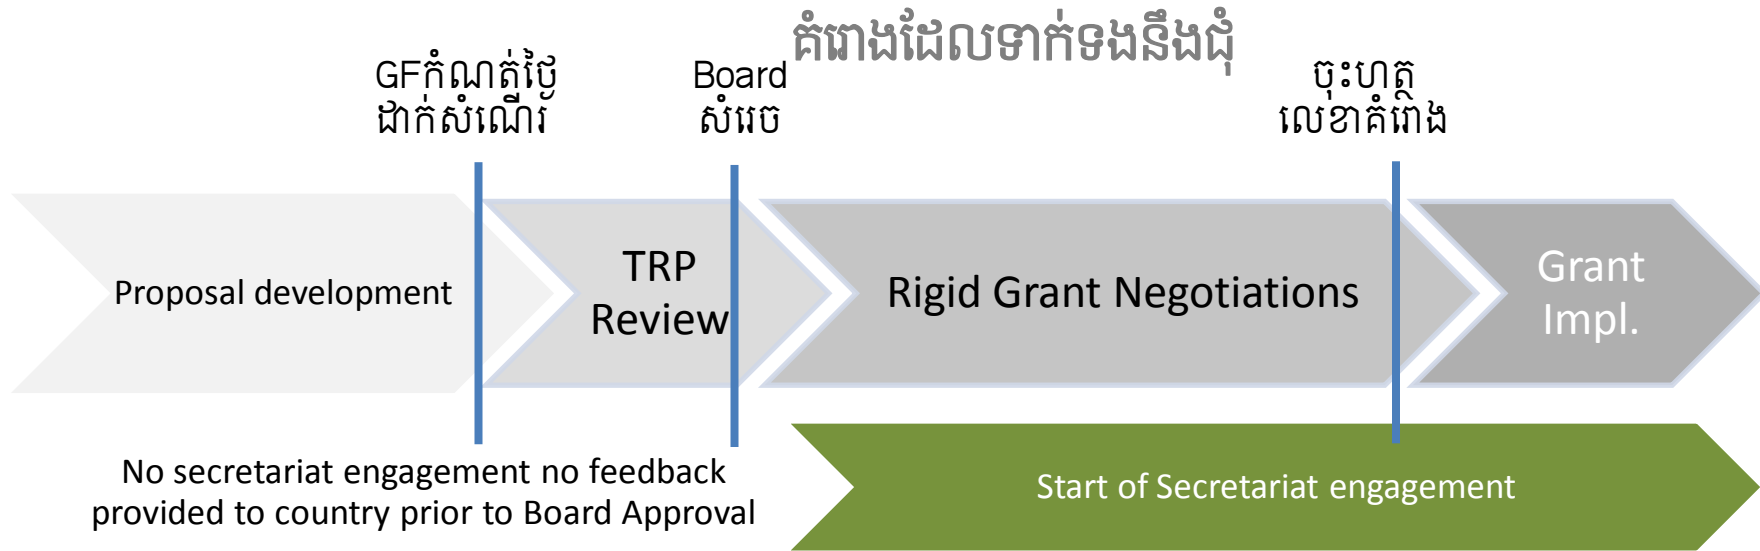 គំរោងដែលទាក់ទងនឹងជុំ
GFកំណត់ថ្ងៃ
ដាក់សំណើរ
Board
សំរេច
ចុះហត្ថ
លេខាគំរោង
Proposal development
TRP
Review
Rigid Grant Negotiations
Grant
Impl.
No secretariat engagement no feedback
provided to country prior to Board Approval
Start of Secretariat engagement